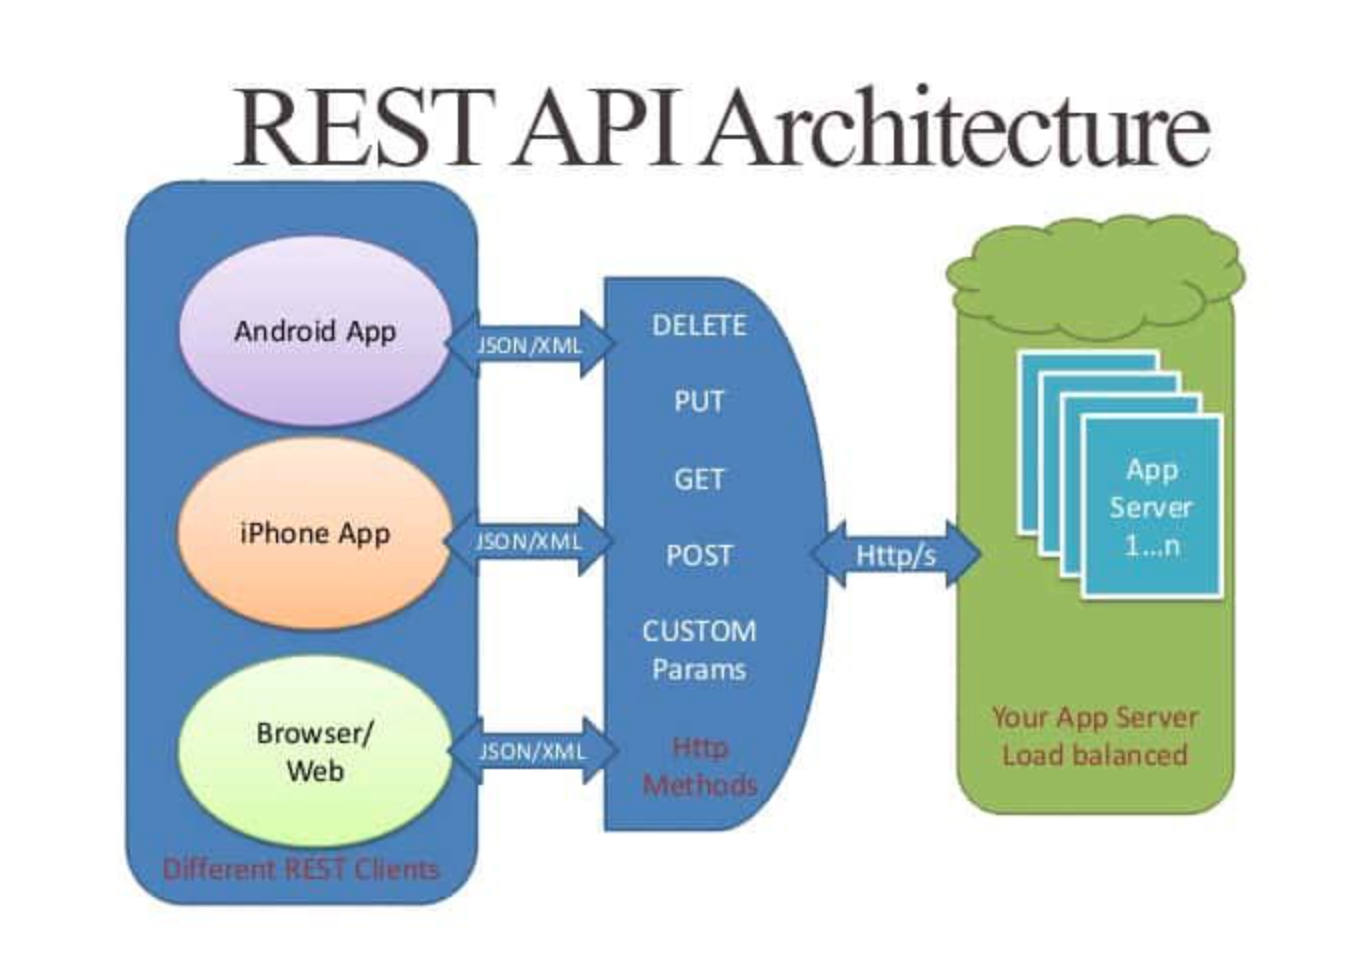 REST API Architecture
Android App
iPhone App
Browser/
Web
Different REST Clients
JSON/XML
JSON/XML
JSON/XML
DELETE
PUT
GET
POST
CUSTOM
Params
Http
Methods
Http/s
App
Server
1...n
Your App Server
Load balanced